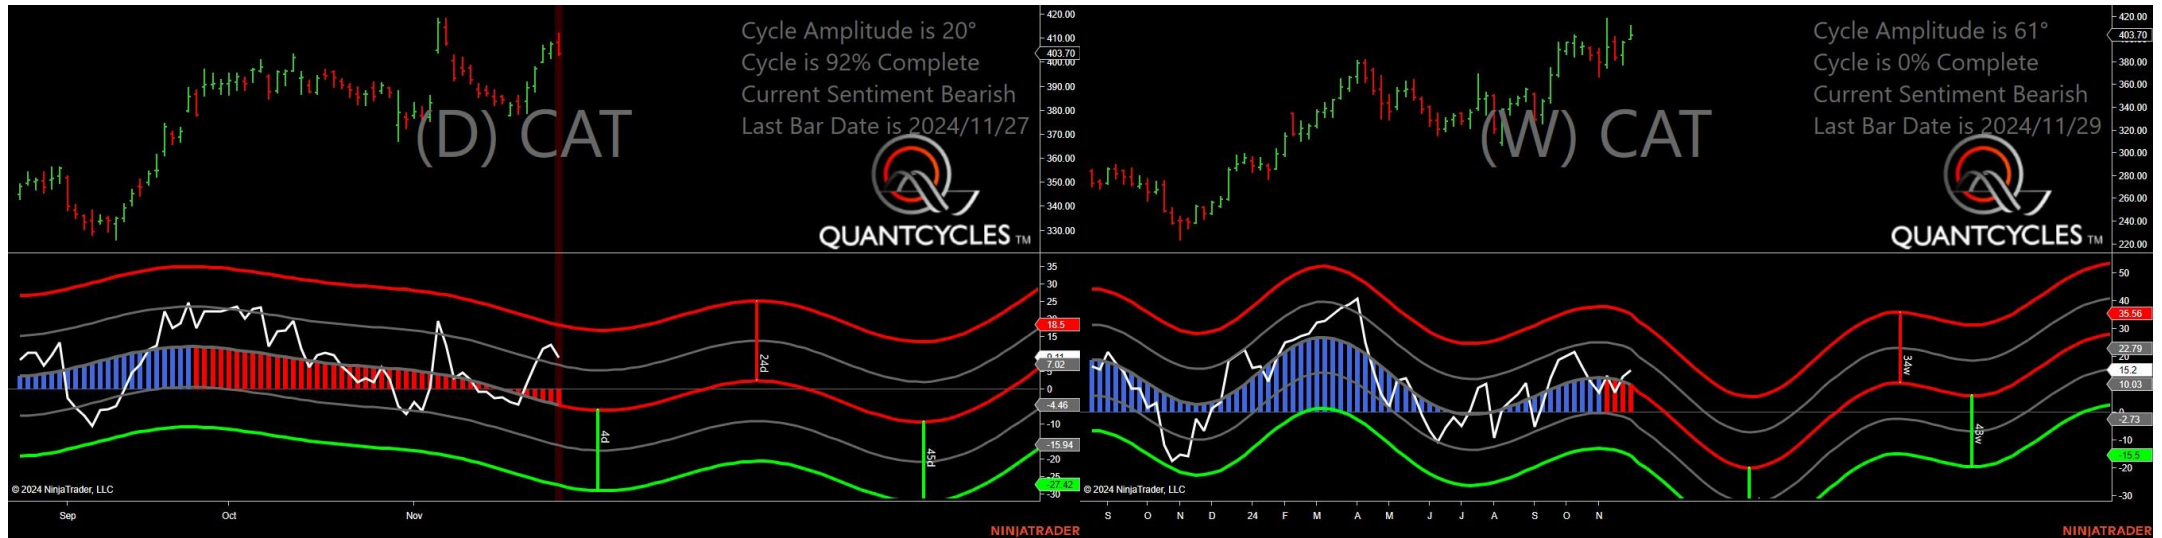 Cycle Amplitude is 20°
Cycle is 92% Complete
Current Sentiment Bearish
Last Bar Date is 2024/11/27
(D) CAT
QUANTCYCLES TM
420.00
410.00
403.70
400.00
390.00
380.00
370.00
360.00
350.00
340.00
330.00
35
30
25
20
18.5
15
7.02
5
0
-4.46
-10
-15.94
-20
-27.42
-30
24d
4d
45d
© 2024 NinjaTrader, LLC
Sep Oct Nov
NINJATRADER
Cycle Amplitude is 61°
Cycle is 0% Complete
Current Sentiment Bearish
Last Bar Date is 2024/11/29
(W) CAT
QUANTCYCLES TM
420.00
403.70
380.00
360.00
340.00
320.00
300.00
280.00
260.00
240.00
220.00
50
40
35.56
30
22.79
20
15.2
10.03
-2.73
-10
-15.5
-20
-30
34w
43w
© 2024 NinjaTrader, LLC
S O N D 24 F M A M J J A S O N
NINJATRADER